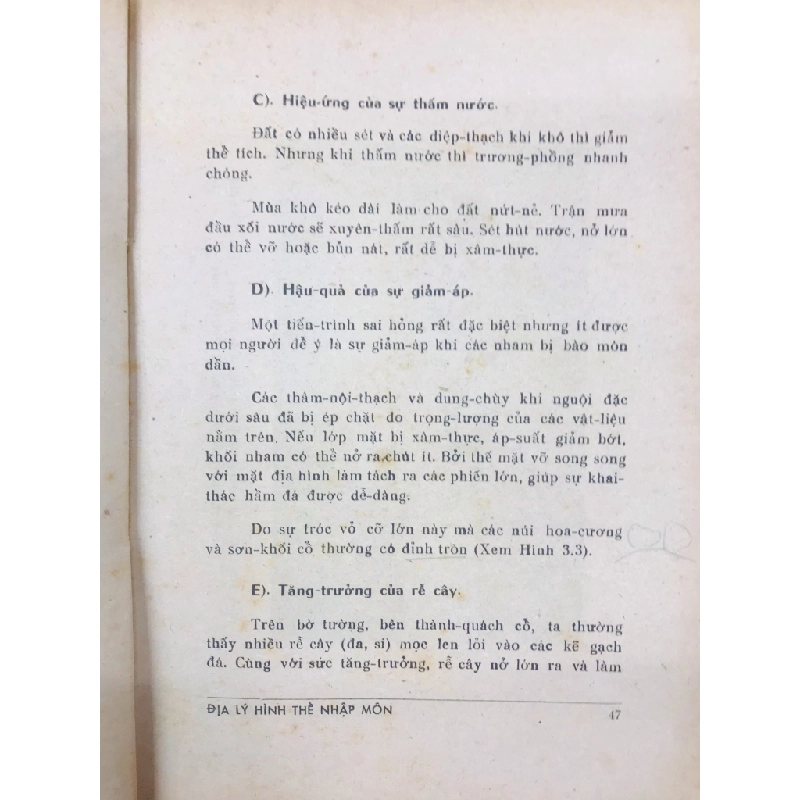 C). Hiệu-ứng của sự thấm nước.
Đất có nhiều sét và các diệp-thạch khi khô thì giảm
thể tích. Nhưng khi thấm nước thì trương-phồng nhanh
chóng.
Mùa khô kéo dài làm cho đất nứt-nẻ. Trận mưa
đầu xối nước sẽ xuyên-thấm rất sâu. Sét hút nước, nở lớn
có thể vỡ hoặc bủn nát, rất dễ bị xâm-thực.
D). Hậu-quả của sự giảm-áp.
Một tiến-trình sai hỏng rất đặc biệt nhưng ít được
mọi người để ý là sự giảm-áp khi các nham bị bào mòn
dần.
Các thâm-nội-thạch và dung-chùy khi nguội đặc
dưới sâu đã bị ép chặt do trọng-lượng của các vật-liệu
nằm trên. Nếu lớp mặt bị xâm-thực, áp-suất giảm bớt,
khối nham có thể nở ra chút ít. Bởi thế mặt vỡ song song
với mặt địa hình làm tách ra các phiến lớn, giúp sự khai-
thác hầm đá được dễ-dàng.
Do sự tróc vỏ cỡ lớn này mà các núi hoa-cương
và sơn-khối cổ thường có đỉnh tròn (Xem Hình 3.3).
E). Tăng-trưởng của rễ cây.
Trên bờ tường, bên thành-quách cổ, ta thường
thấy nhiều rễ cây (đa, si) mọc len lỏi vào các kẽ gạch
đá. Cùng với sức tăng-trưởng, rễ cây nở lớn ra và làm
ĐỊA LÝ HÌNH THỂ NHẬP MÔN 47